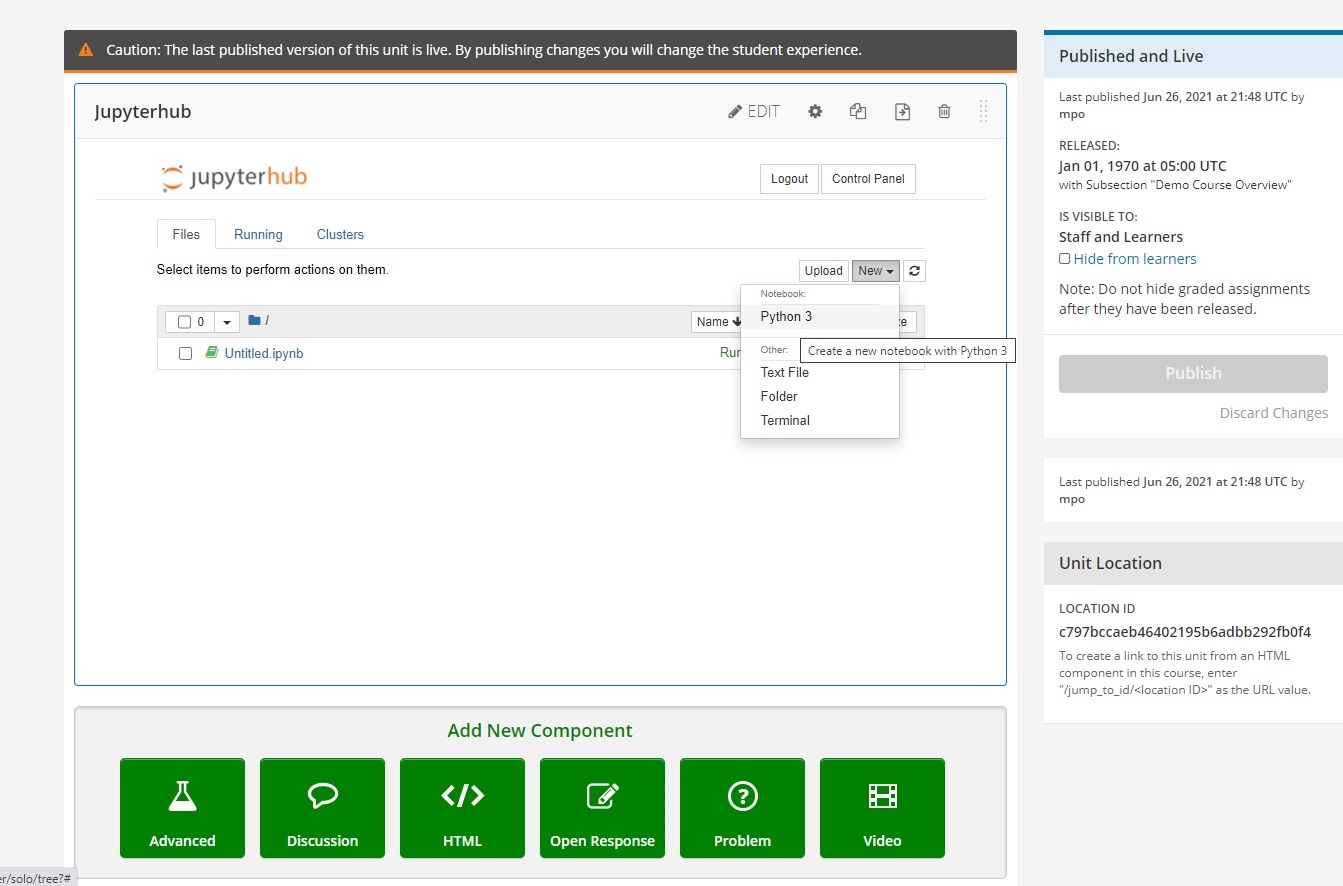 Caution: The last published version of this unit is live. By publishing changes you will change the student experience.
Jupyterhub
EDIT
jupyterhub
Logout
Control Panel
Files
Running
Clusters
Select items to perform actions on them.
Upload
New
Notebook:
Python 3
Create a new notebook with Python 3
Other:
Text File
Folder
Terminal
0
/
Name
Untitled.ipynb
Add New Component
Advanced
Discussion
HTML
Open Response
Problem
Video
er/solo/tree?#
Published and Live
Last published Jun 26, 2021 at 21:48 UTC by
mpo
RELEASED:
Jan 01, 1970 at 05:00 UTC
with Subsection "Demo Course Overview"
IS VISIBLE TO:
Staff and Learners
Hide from learners
Note: Do not hide graded assignments
after they have been released.
Publish
Discard Changes
Last published Jun 26, 2021 at 21:48 UTC by
mpo
Unit Location
LOCATION ID
c797bccaeb46402195b6adbb292fb0f4
To create a link to this unit from an HTML
component in this course, enter
"/jump_to_id/<location ID>" as the URL value.